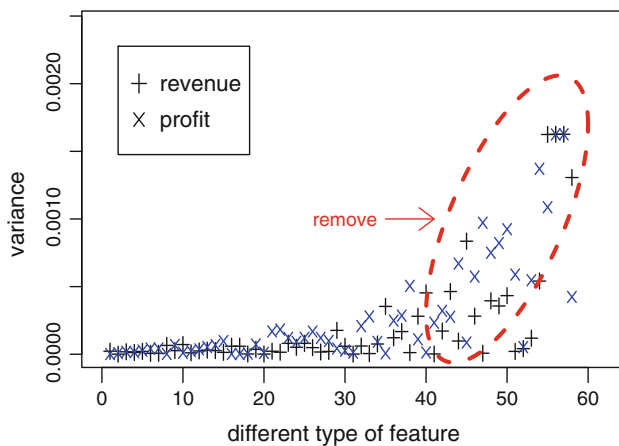 0.0020
+ revenue
× profit
variance
0.0010
remove
0.0000
0 10 20 30 40 50 60
different type of feature